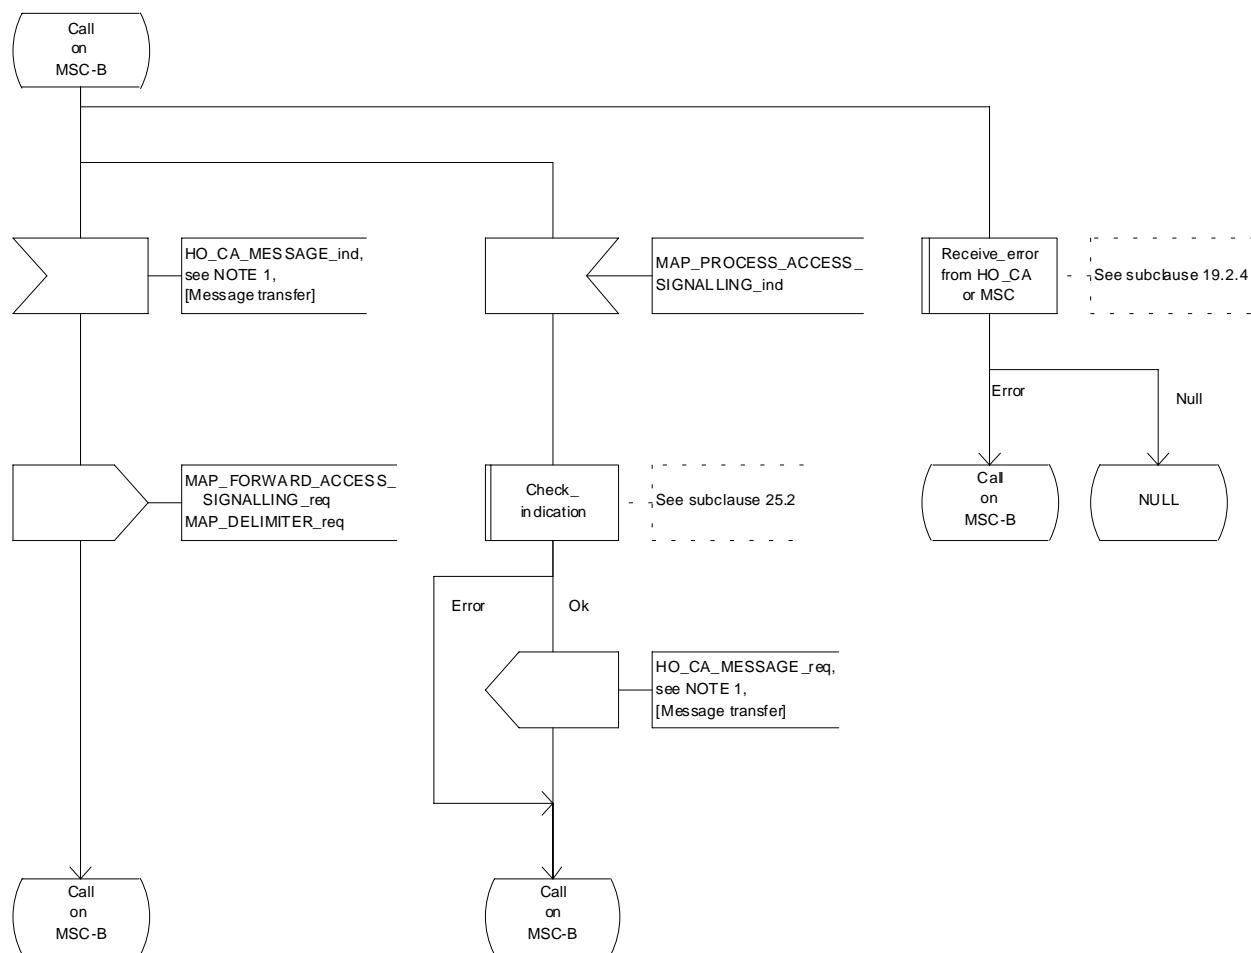 Call
on
MSC-B
HO_CA_MESSAGE_ind,
see NOTE 1,
[Message transfer]
MAP_PROCESS_ACCESS_
SIGNALLING_ind
Receive_error
from HO_CA
or MSC
See subclause 19.2.4
Error
Null
MAP_FORWARD_ACCESS_
SIGNALLING_req
MAP_DELIMITER_req
Check_
indication
See subclause 25.2
Call
on
MSC-B
NULL
Error
Ok
HO_CA_MESSAGE_req,
see NOTE 1,
[Message transfer]
Call
on
MSC-B
Call
on
MSC-B